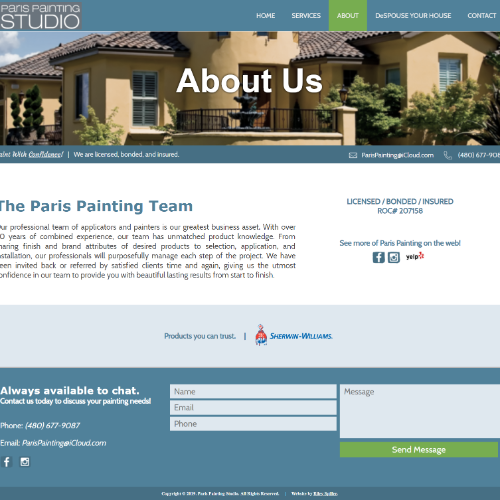 PARIS PAINTING
STUDIO
HOME SERVICES ABOUT DeSPOUSE YOUR HOUSE CONTACT
About Us
With Confidence! | We are licensed, bonded, and insured.
ParisPainting@iCloud.com (480) 677-908
The Paris Painting Team
professional team of applicators and painters is our greatest business asset. With over
years of combined experience, our team has unmatched product knowledge. From
finish and brand attributes of desired products to selection, application, and
our professionals will purposefully manage each step of the project. We have
been invited back or referred by satisfied clients time and again, giving us the utmost
confidence in our team to provide you with beautiful lasting results from start to finish.
LICENSED / BONDED / INSURED
ROC# 207158
See more of Paris Painting on the web!
yelp
Products you can trust. | SHERWIN-WILLIAMS.
Always available to chat.
Contact us today to discuss your painting needs!
Phone: (480) 677-9087
Email: ParisPainting@iCloud.com
Name
Email
Phone
Message
Send Message
Copyright © 2019. Paris Painting Studio. All Rights Reserved. | Website by Riley Spiller.